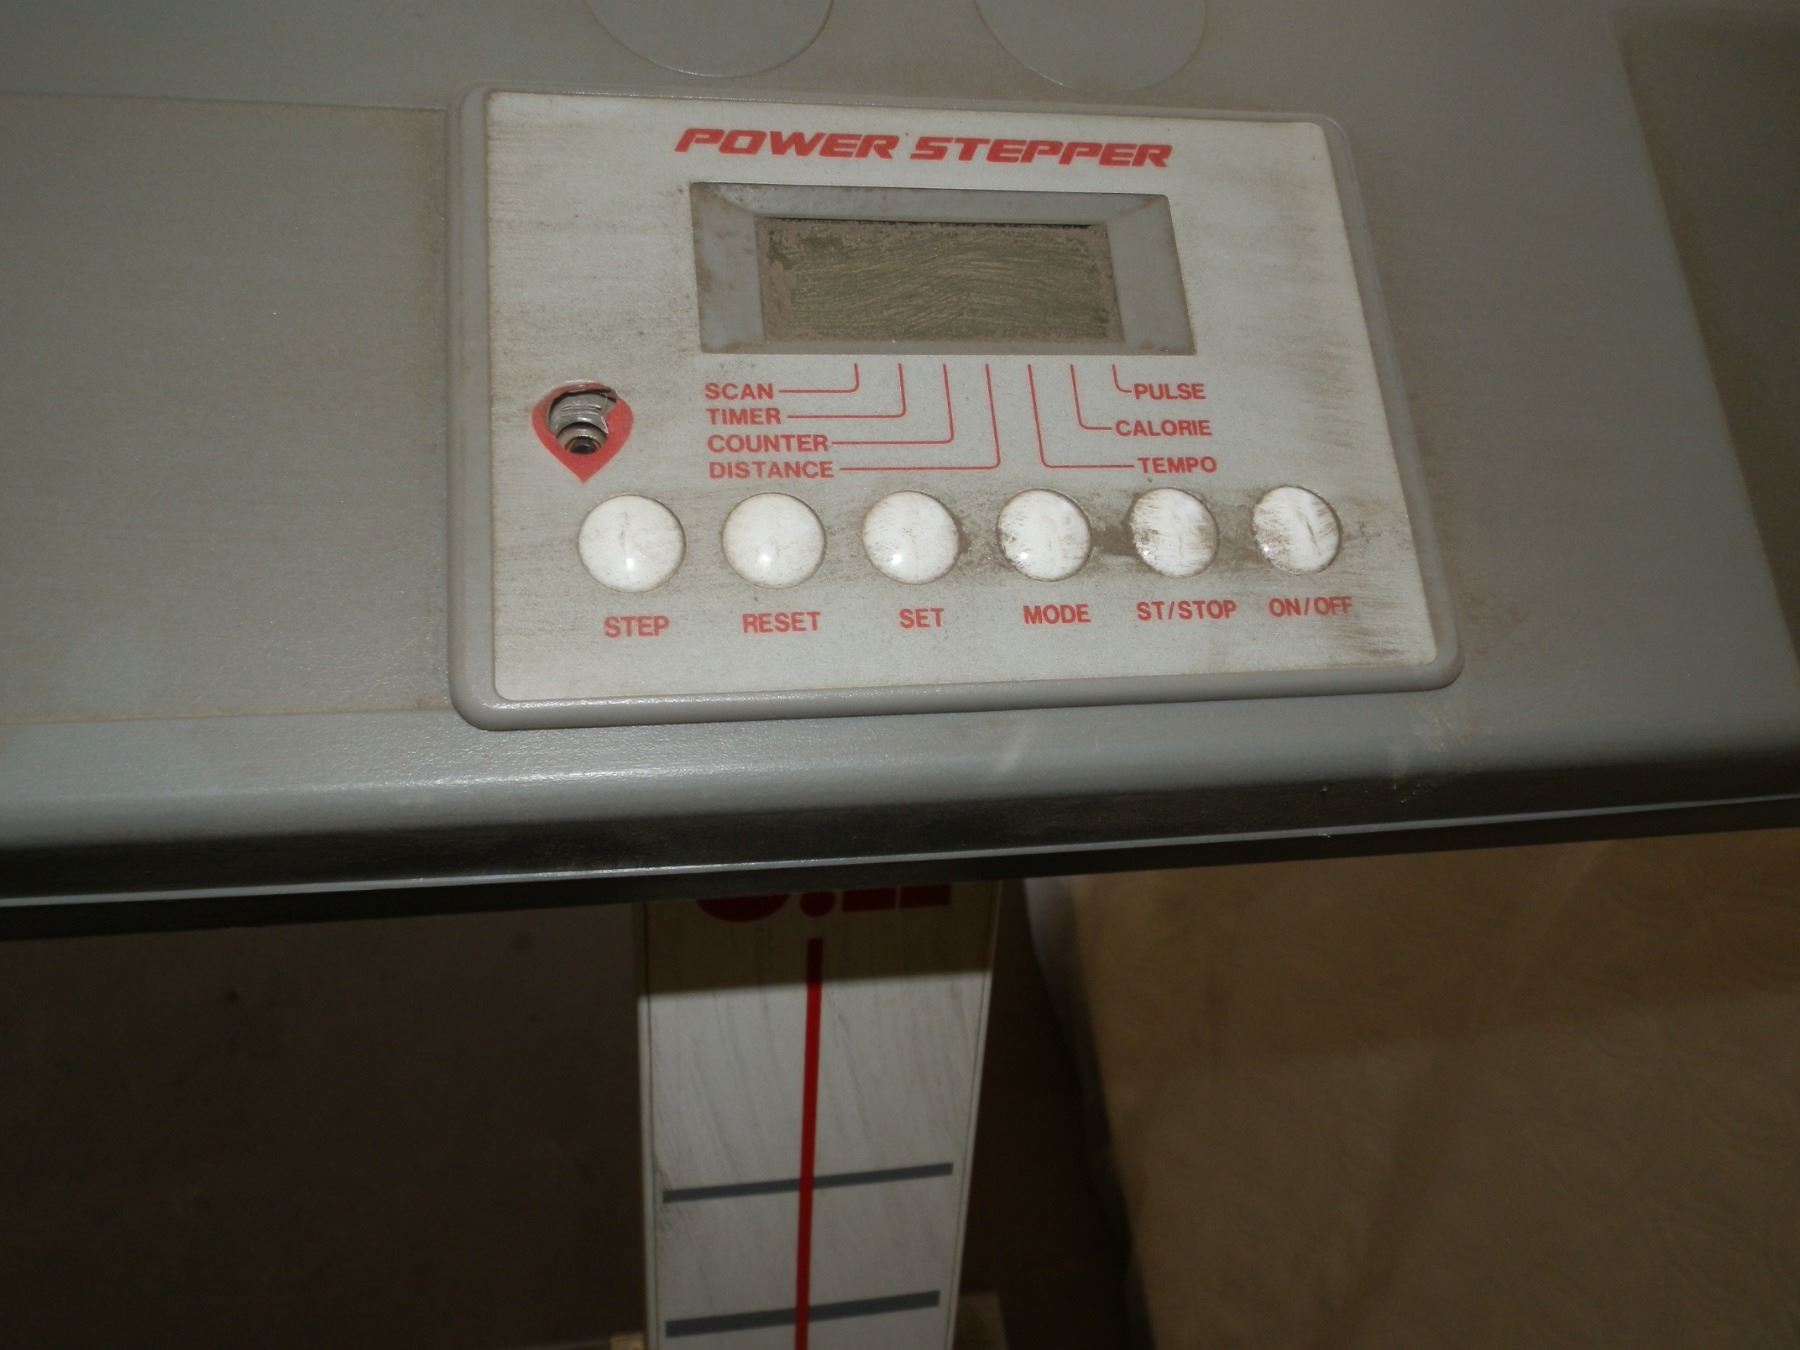 POWER STEPPER
SCAN
TIMER
COUNTER
DISTANCE
PULSE
CALORIE
TEMPO
STEP
RESET
SET
MODE
ST/STOP
ON/OFF